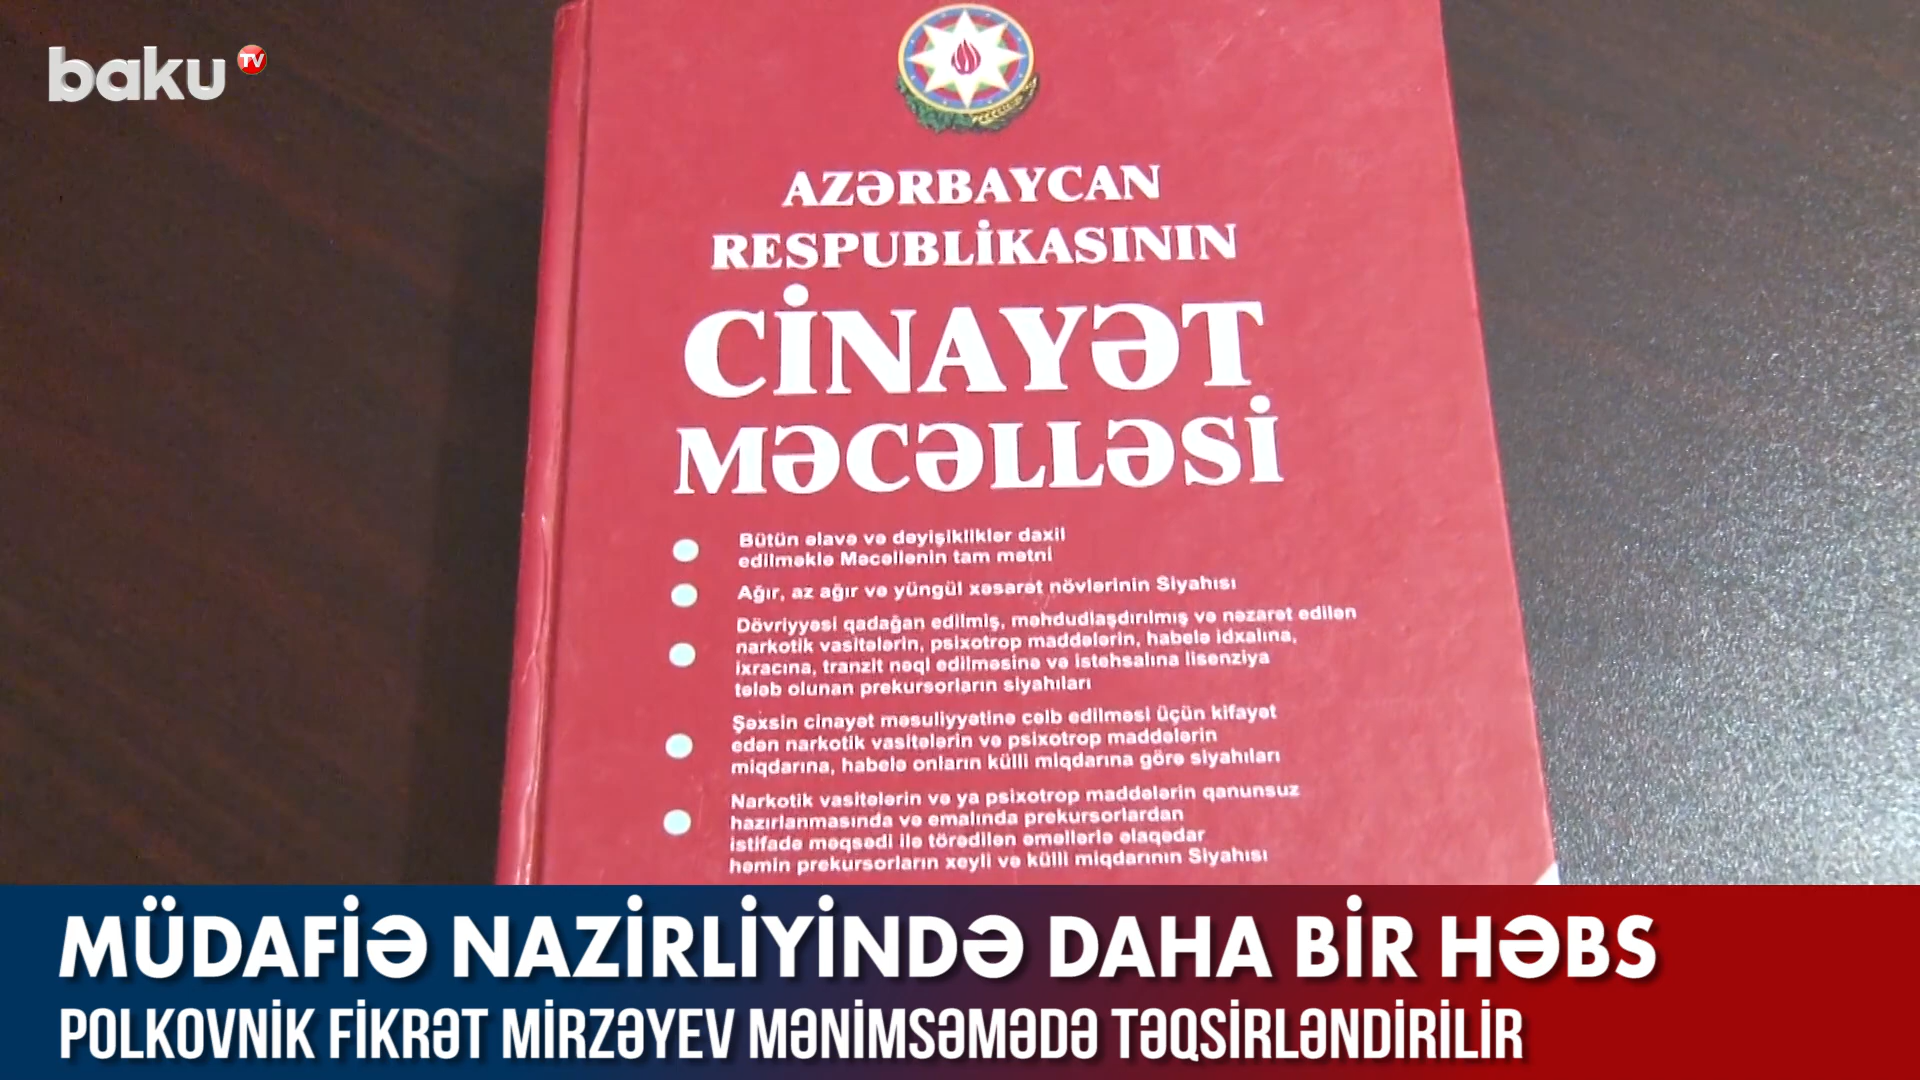 baku TV
AZƏRBAYCAN
RESPUBLİKASININ
CİNAYƏT
MƏCƏLLƏSİ
Bütün əlavə və dəyişikliklər daxil
edilməklə Məcəllənin tam mətni
Ağır, az ağır və yüngül xəsarət növlərinin Siyahısı
Dövriyyəsi qadağan edilmiş, məhdudlaşdırılmış və nəzarət edilən
narkotik vasitələrin, psixotrop maddələrin, habelə idxalına,
ixracına, tranzit nəql edilməsinə və istehsalına lisenziya
tələb olunan prekursorların siyahıları
Şəxsin cinayət məsuliyyətinə cəlb edilməsi üçün kifayət
edən narkotik vasitələrin və psixotrop maddələrin
miqdarına, habelə onların külli miqdarına görə siyahıları
Narkotik vasitələrin və ya psixotrop maddələrin qanunsuz
hazırlanmasında və emalında prekursorlardan
istifadə məqsədi ilə törədilən əməllərlə əlaqədar
həmin prekursorların xeyli və külli miqdarının Siyahısı
MÜDAFİƏ NAZİRLİYİNDƏ DAHA BİR HƏBS
POLKOVNİK FİKRƏT MİRZƏYEV MƏNİMSƏMƏDƏ TƏQSİRLƏNDİRİLİR